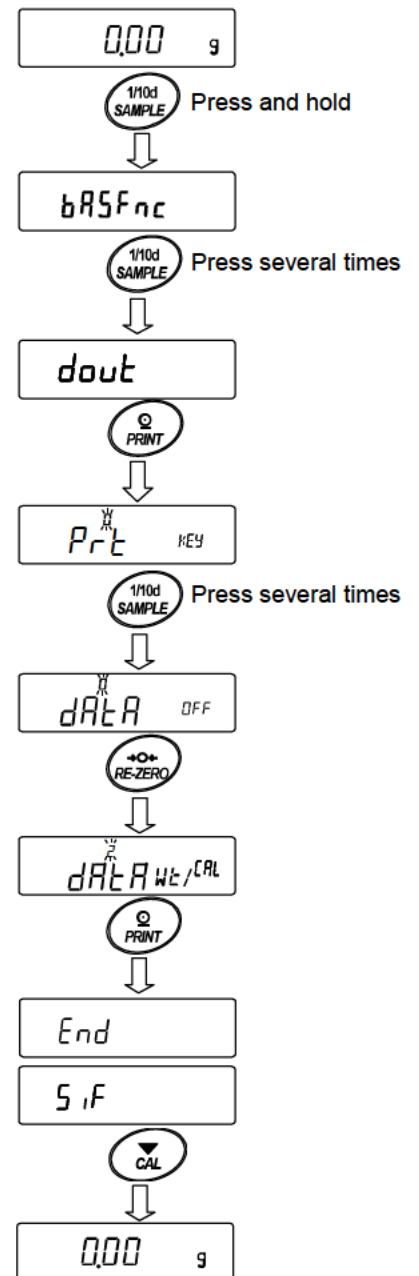 0.00 g
1/10d
SAMPLE
Press and hold
bASFnc
1/10d
SAMPLE
Press several times
dout
PRINT
Prt KEY
1/10d
SAMPLE
Press several times
0
dAtA OFF
→O←
RE-ZERO
2
dAtA Wt/CAL
PRINT
End
SiF
CAL
0.00 g